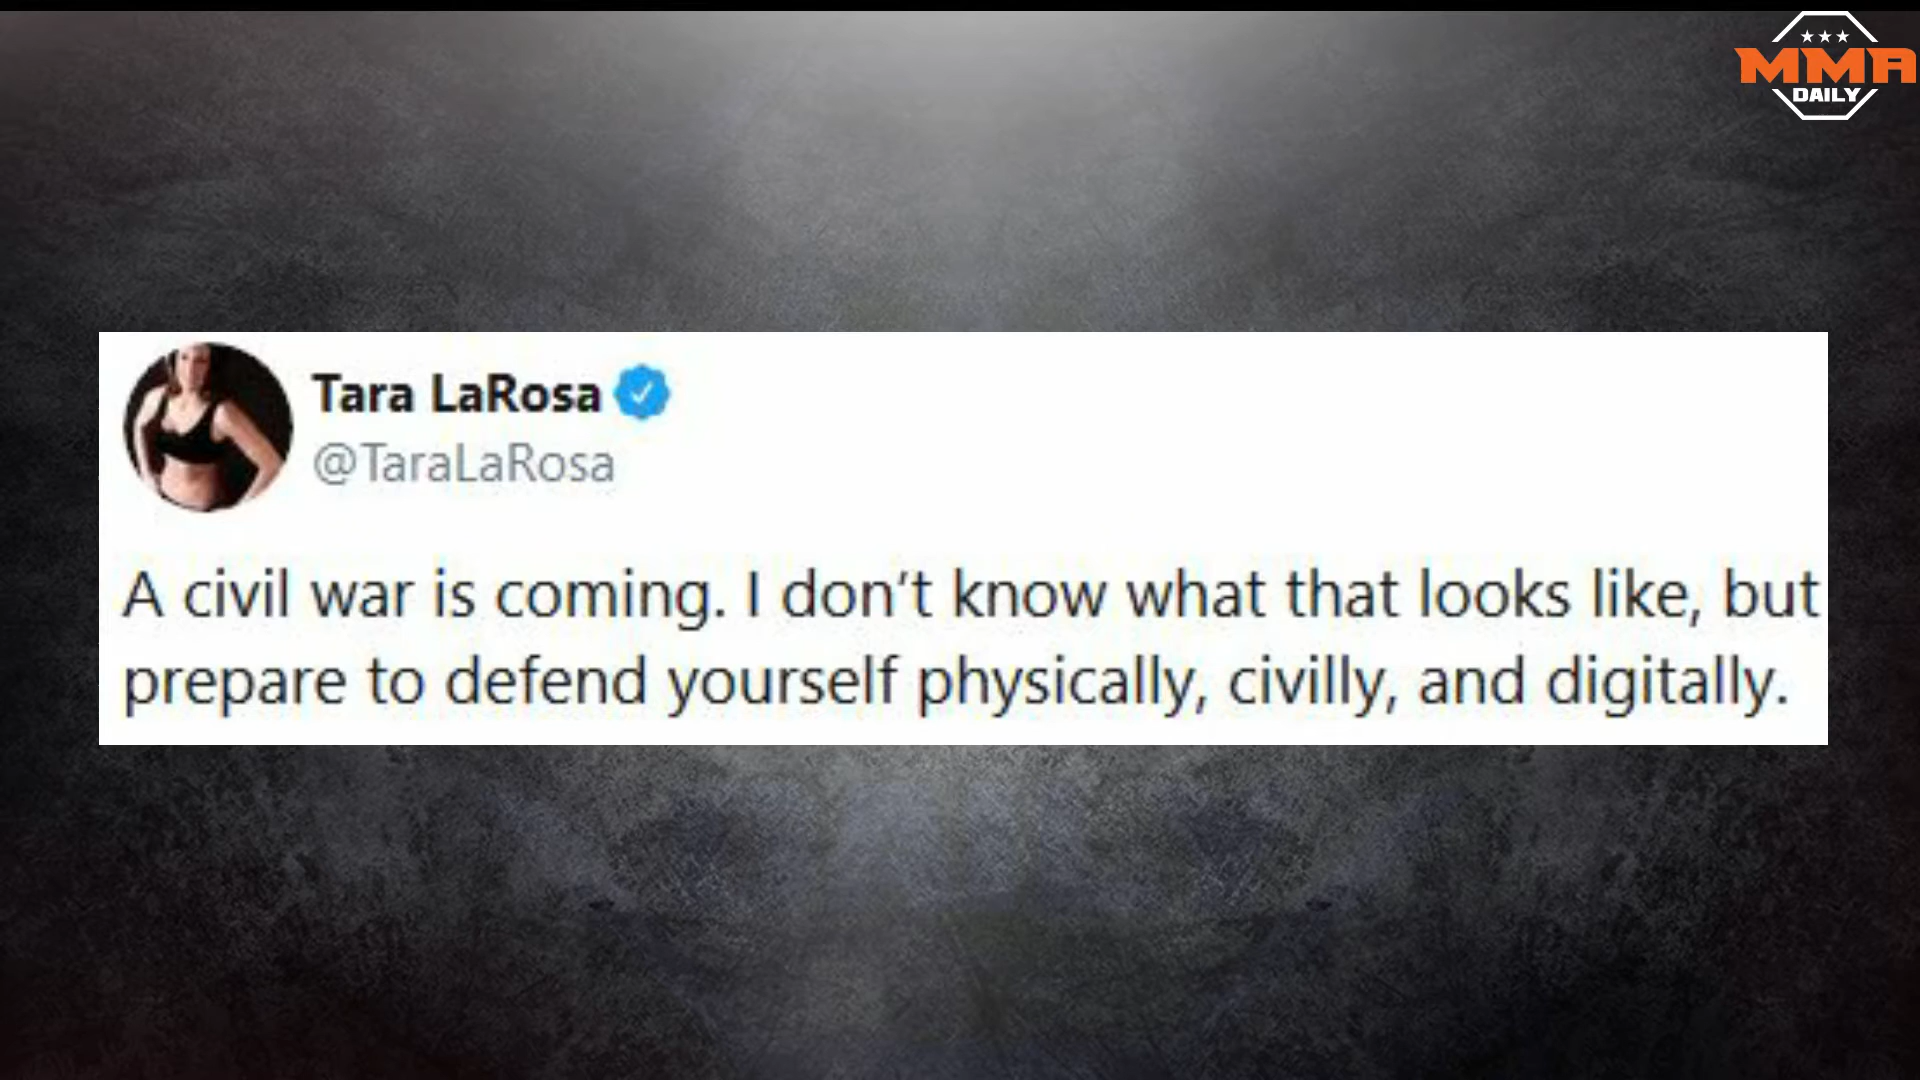 MMA
DAILY
Tara LaRosa
@TaraLaRosa
A civil war is coming. I don't know what that looks like, but
prepare to defend yourself physically, civilly, and digitally.